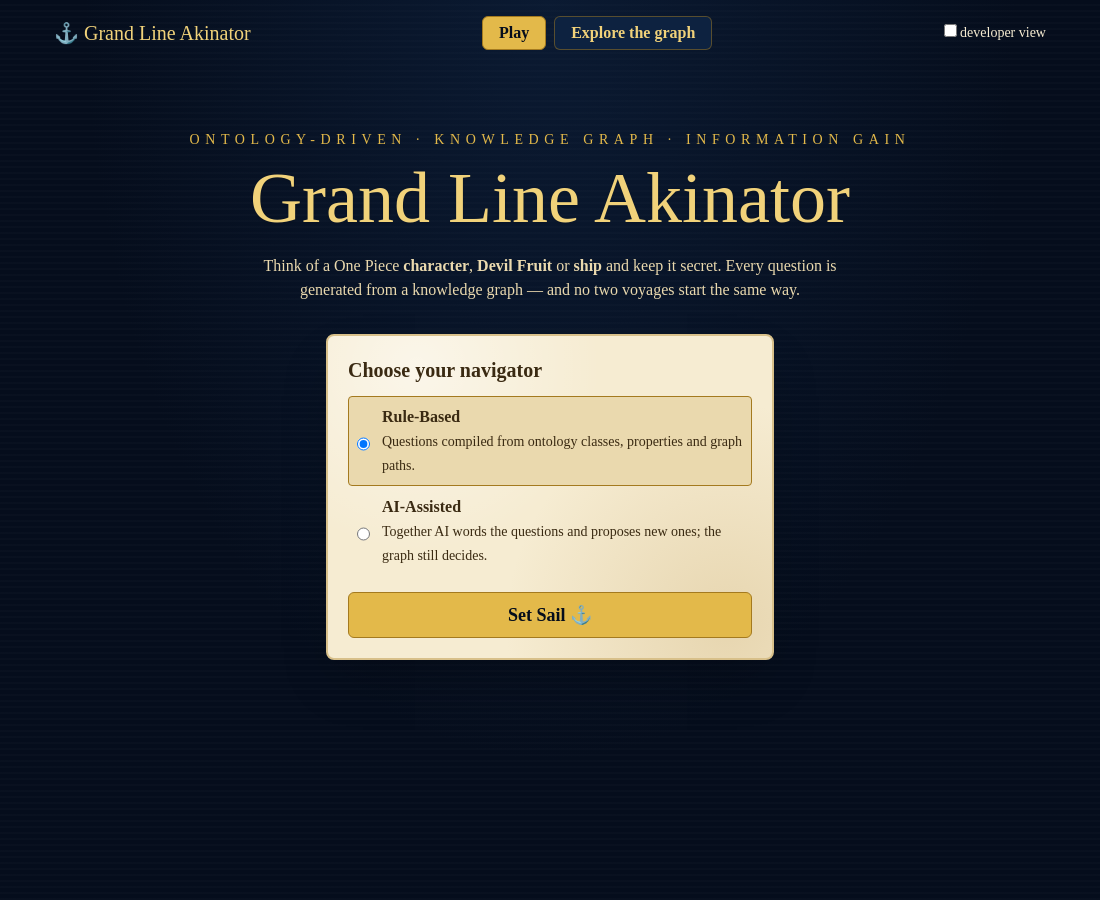 ⚓ Grand Line Akinator
Play
Explore the graph
developer view
ONTOLOGY-DRIVEN · KNOWLEDGE GRAPH · INFORMATION GAIN
Grand Line Akinator
Think of a One Piece character, Devil Fruit or ship and keep it secret. Every question is
generated from a knowledge graph — and no two voyages start the same way.
Choose your navigator
Rule-Based
Questions compiled from ontology classes, properties and graph
paths.
AI-Assisted
Together AI words the questions and proposes new ones; the
graph still decides.
Set Sail ⚓